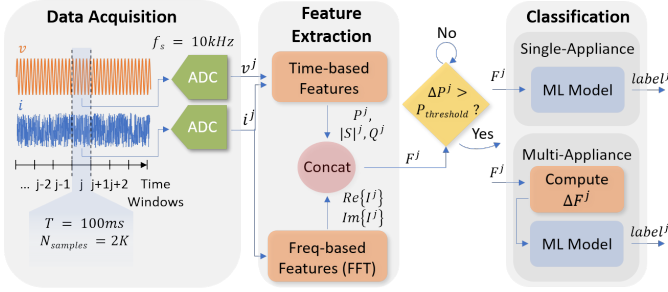 Data Acquisition
v
f_s = 10kHz
ADC
v^j
i
ADC
i^j
... j-2 j-1 j j+1 j+2 Time
Windows
T = 100ms
N_samples = 2K
Feature
Extraction
Time-based
Features
P^j,
|S|^j, Q^j
Concat
Re{I^j}
Im{I^j}
Freq-based
Features (FFT)
F^j
No
ΔP^j >
P_threshold ?
Yes
Classification
Single-Appliance
F^j
ML Model
label^j
Multi-Appliance
F^j
Compute
ΔF^j
ML Model
label^j